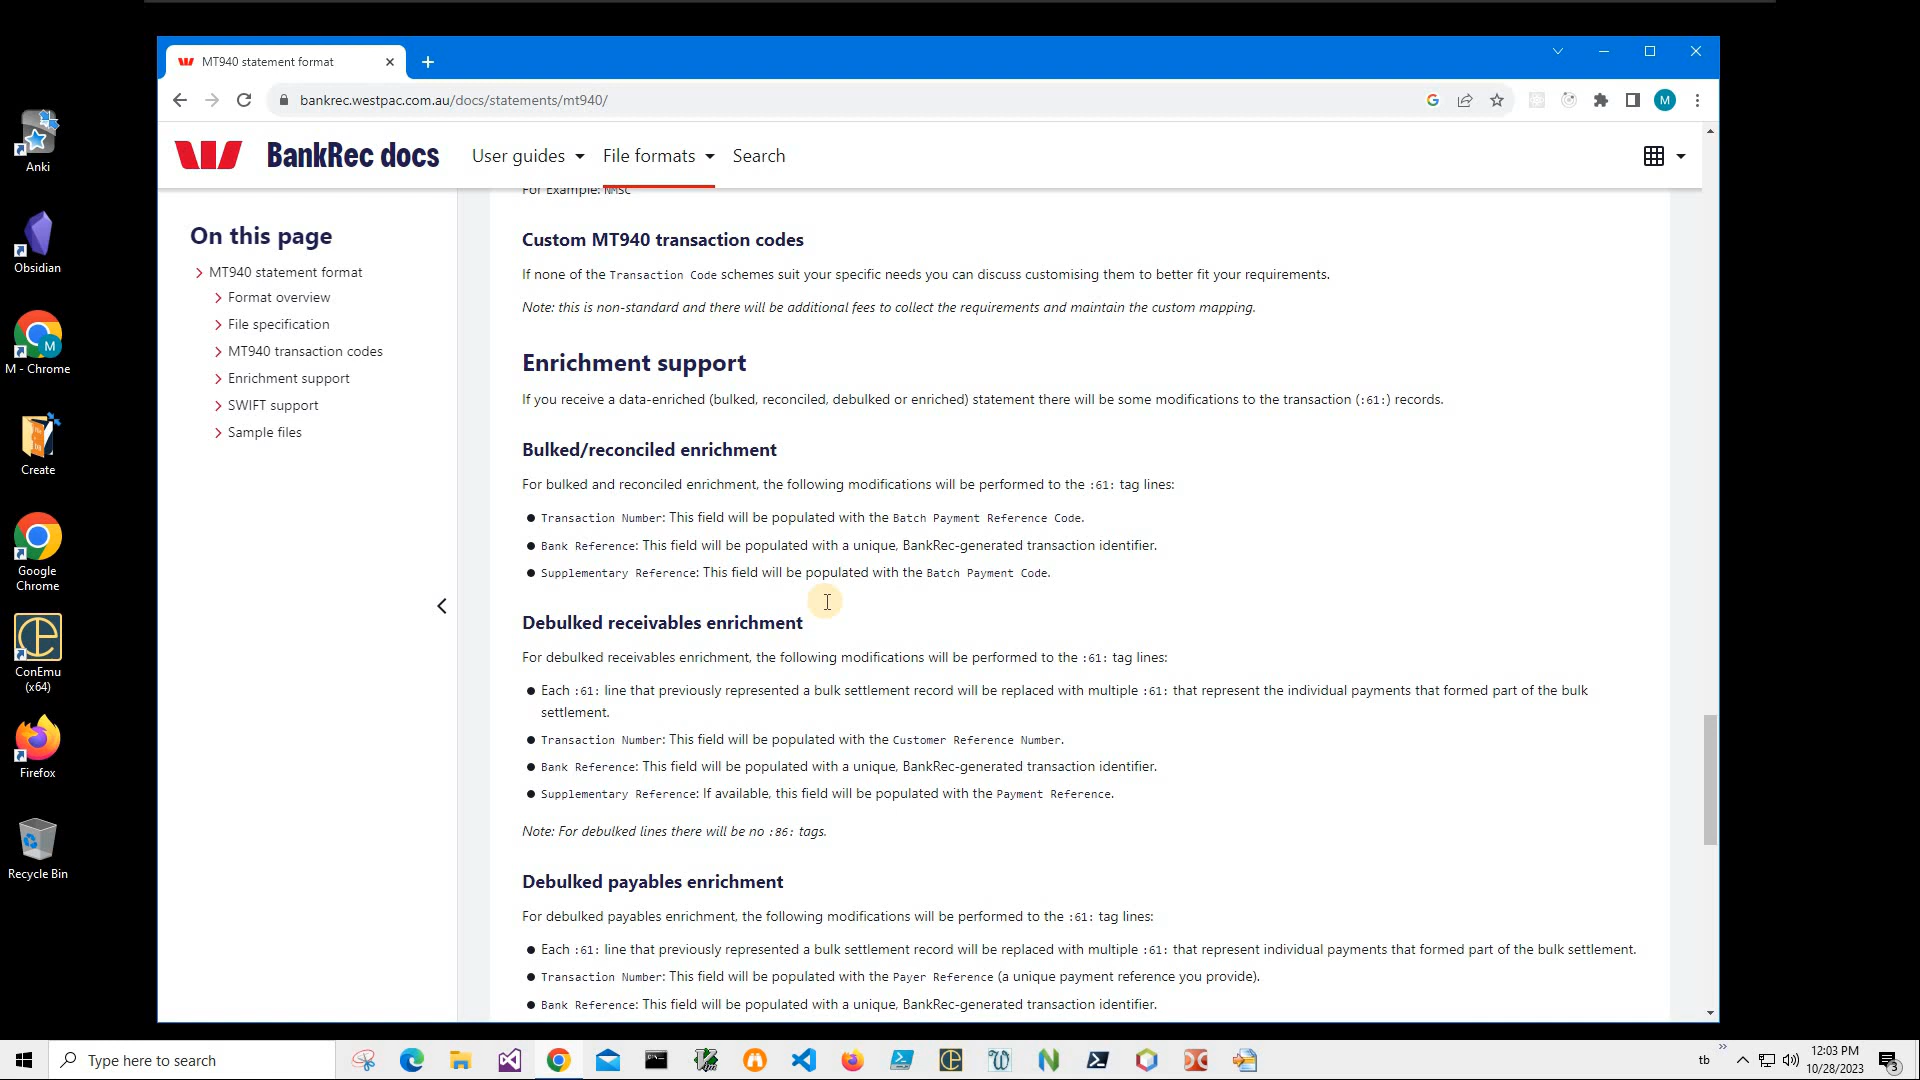 MT940 statement format
bankrec.westpac.com.au/docs/statements/mt940/
M
BankRec docs
User guides
File formats
Search
On this page
MT940 statement format
Format overview
File specification
MT940 transaction codes
Enrichment support
SWIFT support
Sample files
For Example: NMSC
Custom MT940 transaction codes
If none of the Transaction Code schemes suit your specific needs you can discuss customising them to better fit your requirements.
Note: this is non-standard and there will be additional fees to collect the requirements and maintain the custom mapping.
Enrichment support
If you receive a data-enriched (bulked, reconciled, debulked or enriched) statement there will be some modifications to the transaction (:61:) records.
Bulked/reconciled enrichment
For bulked and reconciled enrichment, the following modifications will be performed to the :61: tag lines:
Transaction Number: This field will be populated with the Batch Payment Reference Code.
Bank Reference: This field will be populated with a unique, BankRec-generated transaction identifier.
Supplementary Reference: This field will be populated with the Batch Payment Code.
Debulked receivables enrichment
For debulked receivables enrichment, the following modifications will be performed to the :61: tag lines:
Each :61: line that previously represented a bulk settlement record will be replaced with multiple :61: that represent the individual payments that formed part of the bulk
settlement.
Transaction Number: This field will be populated with the Customer Reference Number.
Bank Reference: This field will be populated with a unique, BankRec-generated transaction identifier.
Supplementary Reference: If available, this field will be populated with the Payment Reference.
Note: For debulked lines there will be no :86: tags.
Debulked payables enrichment
For debulked payables enrichment, the following modifications will be performed to the :61: tag lines:
Each :61: line that previously represented a bulk settlement record will be replaced with multiple :61: that represent individual payments that formed part of the bulk settlement.
Transaction Number: This field will be populated with the Payer Reference (a unique payment reference you provide).
Bank Reference: This field will be populated with a unique, BankRec-generated transaction identifier.
Anki
Obsidian
M
M - Chrome
Create
Google
Chrome
ConEmu
(x64)
Firefox
Recycle Bin
Type here to search
tb
12:03 PM
10/28/2023
3